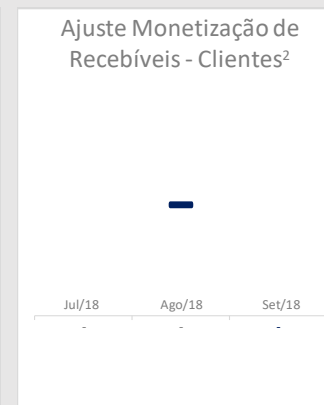 Ajuste Monetização de
Recebíveis - Clientes²
Jul/18 Ago/18 Set/18
- - -